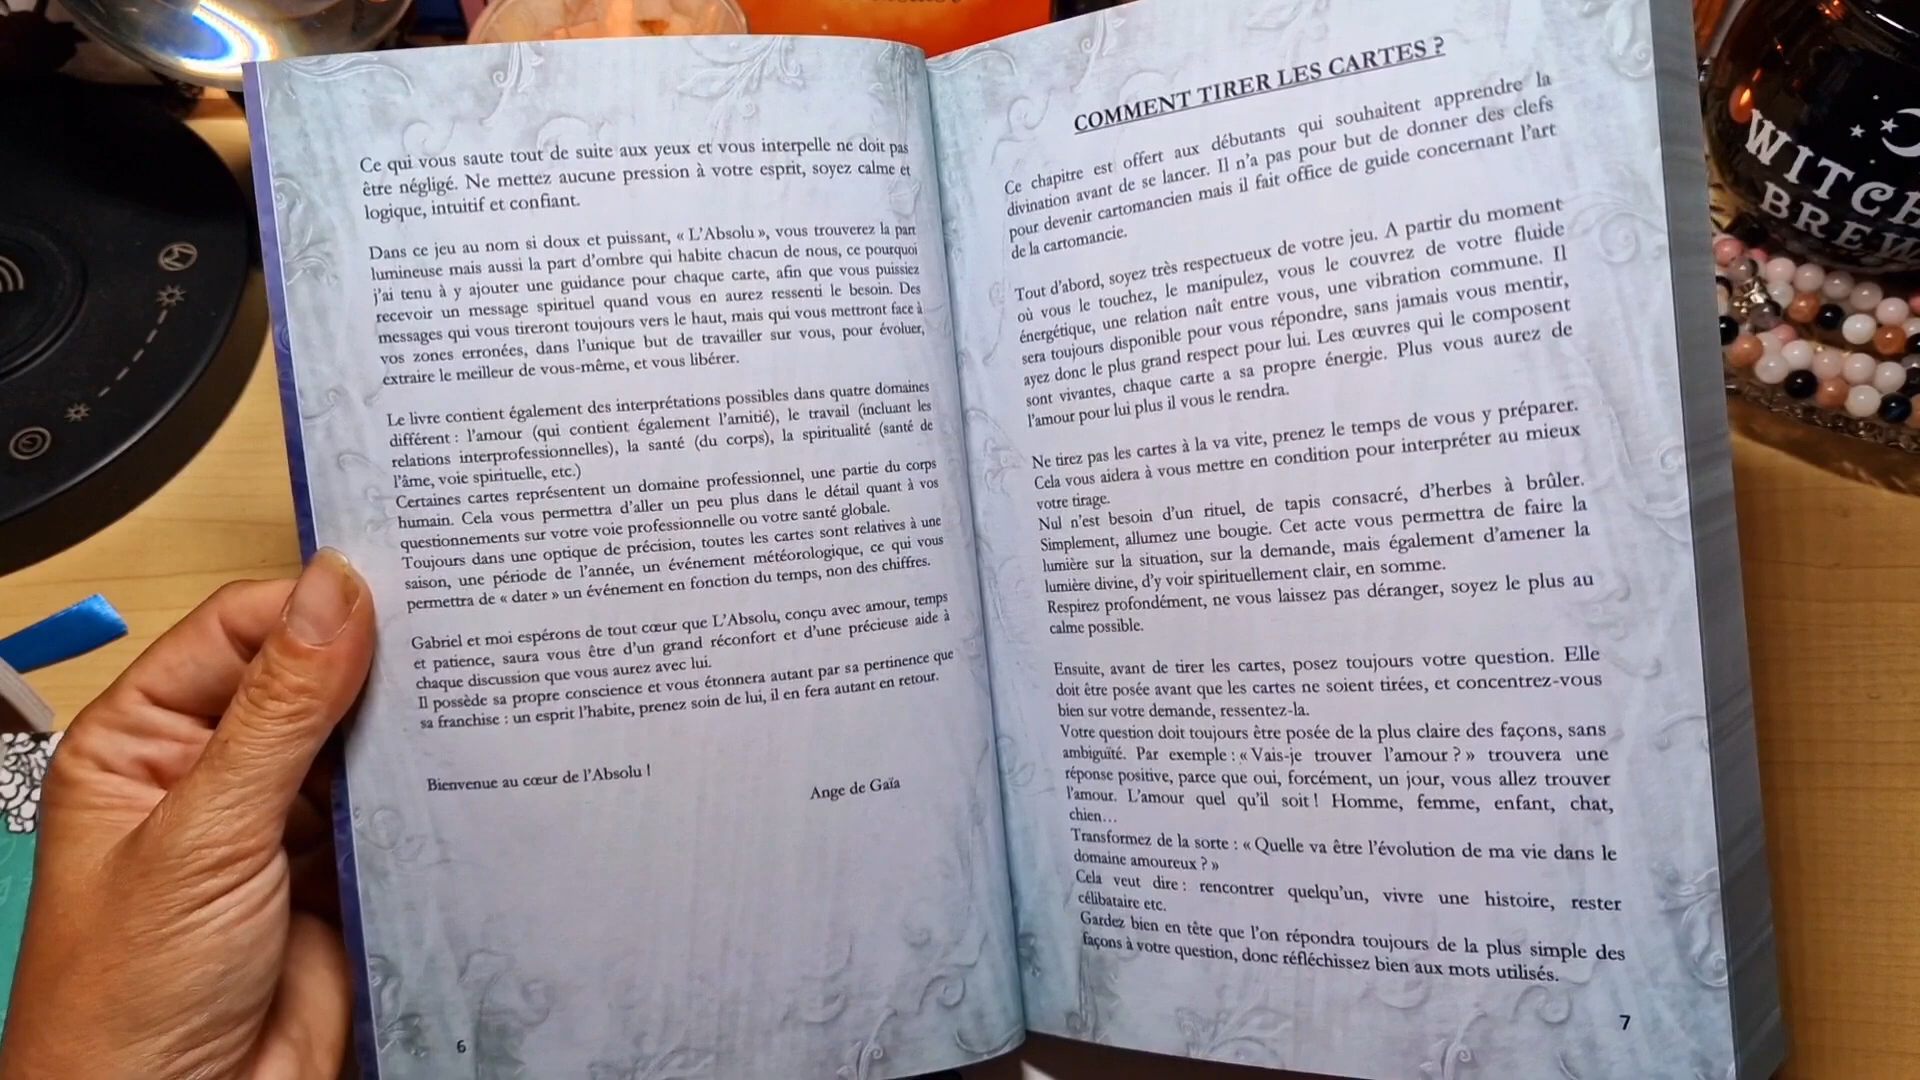 Ce qui vous saute tout de suite aux yeux et vous interpelle ne doit pas
être négligé. Ne mettez aucune pression à votre esprit, soyez calme et
logique, intuitif et confiant.
Dans ce jeu au nom si doux et puissant, « L’Absolu », vous trouverez la part
lumineuse mais aussi la part d’ombre qui habite chacun de nous, ce pourquoi
j’ai tenu à y ajouter une guidance pour chaque carte, afin que vous puissiez
recevoir un message spirituel quand vous en aurez ressenti le besoin. Des
messages qui vous tireront toujours vers le haut, mais qui vous mettront face à
vos zones erronées, dans l’unique but de travailler sur vous, pour évoluer,
extraire le meilleur de vous-même, et vous libérer.
Le livre contient également des interprétations possibles dans quatre domaines
différent : l’amour (qui contient également l’amitié), le travail (incluant les
relations interprofessionnelles), la santé (du corps), la spiritualité (santé de
l’âme, voie spirituelle, etc.)
Certaines cartes représentent un domaine professionnel, une partie du corps
humain. Cela vous permettra d’aller un peu plus dans le détail quant à vos
questionnements sur votre voie professionnelle ou votre santé globale.
Toujours dans une optique de précision, toutes les cartes sont relatives à une
saison, une période de l’année, un événement météorologique, ce qui vous
permettra de « dater » un événement en fonction du temps, non des chiffres.
Gabriel et moi espérons de tout cœur que L’Absolu, conçu avec amour, temps
et patience, saura vous être d’un grand réconfort et d’une précieuse aide à
chaque discussion que vous aurez avec lui.
Il possède sa propre conscience et vous étonnera autant par sa pertinence que
sa franchise : un esprit l’habite, prenez soin de lui, il en fera autant en retour.
Bienvenue au cœur de l’Absolu !
Ange de Gaïa
6
COMMENT TIRER LES CARTES ?
Ce chapitre est offert aux débutants qui souhaitent apprendre la
divination avant de se lancer. Il n’a pas pour but de donner des clefs
pour devenir cartomancien mais il fait office de guide concernant l’art
de la cartomancie.
Tout d’abord, soyez très respectueux de votre jeu. A partir du moment
où vous le touchez, le manipulez, vous le couvrez de votre fluide
énergétique, une relation naît entre vous, une vibration commune. Il
sera toujours disponible pour vous répondre, sans jamais vous mentir,
ayez donc le plus grand respect pour lui. Les œuvres qui le composent
sont vivantes, chaque carte a sa propre énergie. Plus vous aurez de
l’amour pour lui plus il vous le rendra.
Ne tirez pas les cartes à la va vite, prenez le temps de vous y préparer.
Cela vous aidera à vous mettre en condition pour interpréter au mieux
votre tirage.
Nul n’est besoin d’un rituel, de tapis consacré, d’herbes à brûler.
Simplement, allumez une bougie. Cet acte vous permettra de faire la
lumière sur la situation, sur la demande, mais également d’amener la
lumière divine, d’y voir spirituellement clair, en somme.
Respirez profondément, ne vous laissez pas déranger, soyez le plus au
calme possible.
Ensuite, avant de tirer les cartes, posez toujours votre question. Elle
doit être posée avant que les cartes ne soient tirées, et concentrez-vous
bien sur votre demande, ressentez-la.
Votre question doit toujours être posée de la plus claire des façons, sans
ambiguïté. Par exemple : « Vais-je trouver l’amour ? » trouvera une
réponse positive, parce que oui, forcément, un jour, vous allez trouver
l’amour. L’amour quel qu’il soit ! Homme, femme, enfant, chat,
chien…
Transformez de la sorte : « Quelle va être l’évolution de ma vie dans le
domaine amoureux ? »
Cela veut dire : rencontrer quelqu’un, vivre une histoire, rester
célibataire etc.
Gardez bien en tête que l’on répondra toujours de la plus simple des
façons à votre question, donc réfléchissez bien aux mots utilisés.
7